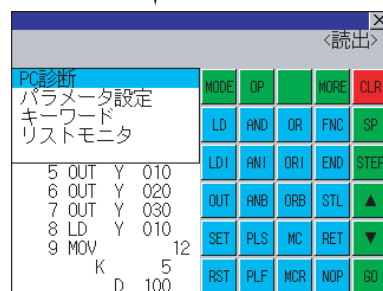 ×
〈読出〉
PC診断
パラメータ設定
キーワード
リストモニタ
5 OUT Y 010
6 OUT Y 020
7 OUT Y 030
8 LD Y 010
9 MOV 12
K 5
D 100
MODE OP MORE CLR
LD AND OR FNC SP
LDI ANI ORI END STEP
OUT ANB ORB STL ▲
SET PLS MC RET ▼
RST PLF MCR NOP GO